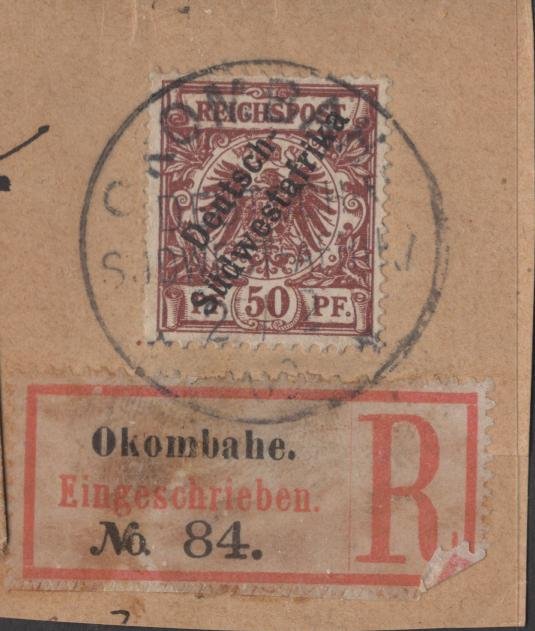 REICHSPOST
Deutsch-
Südwestafrika
50 PF.
Okombahe.
Eingeschrieben.
No. 84.
R